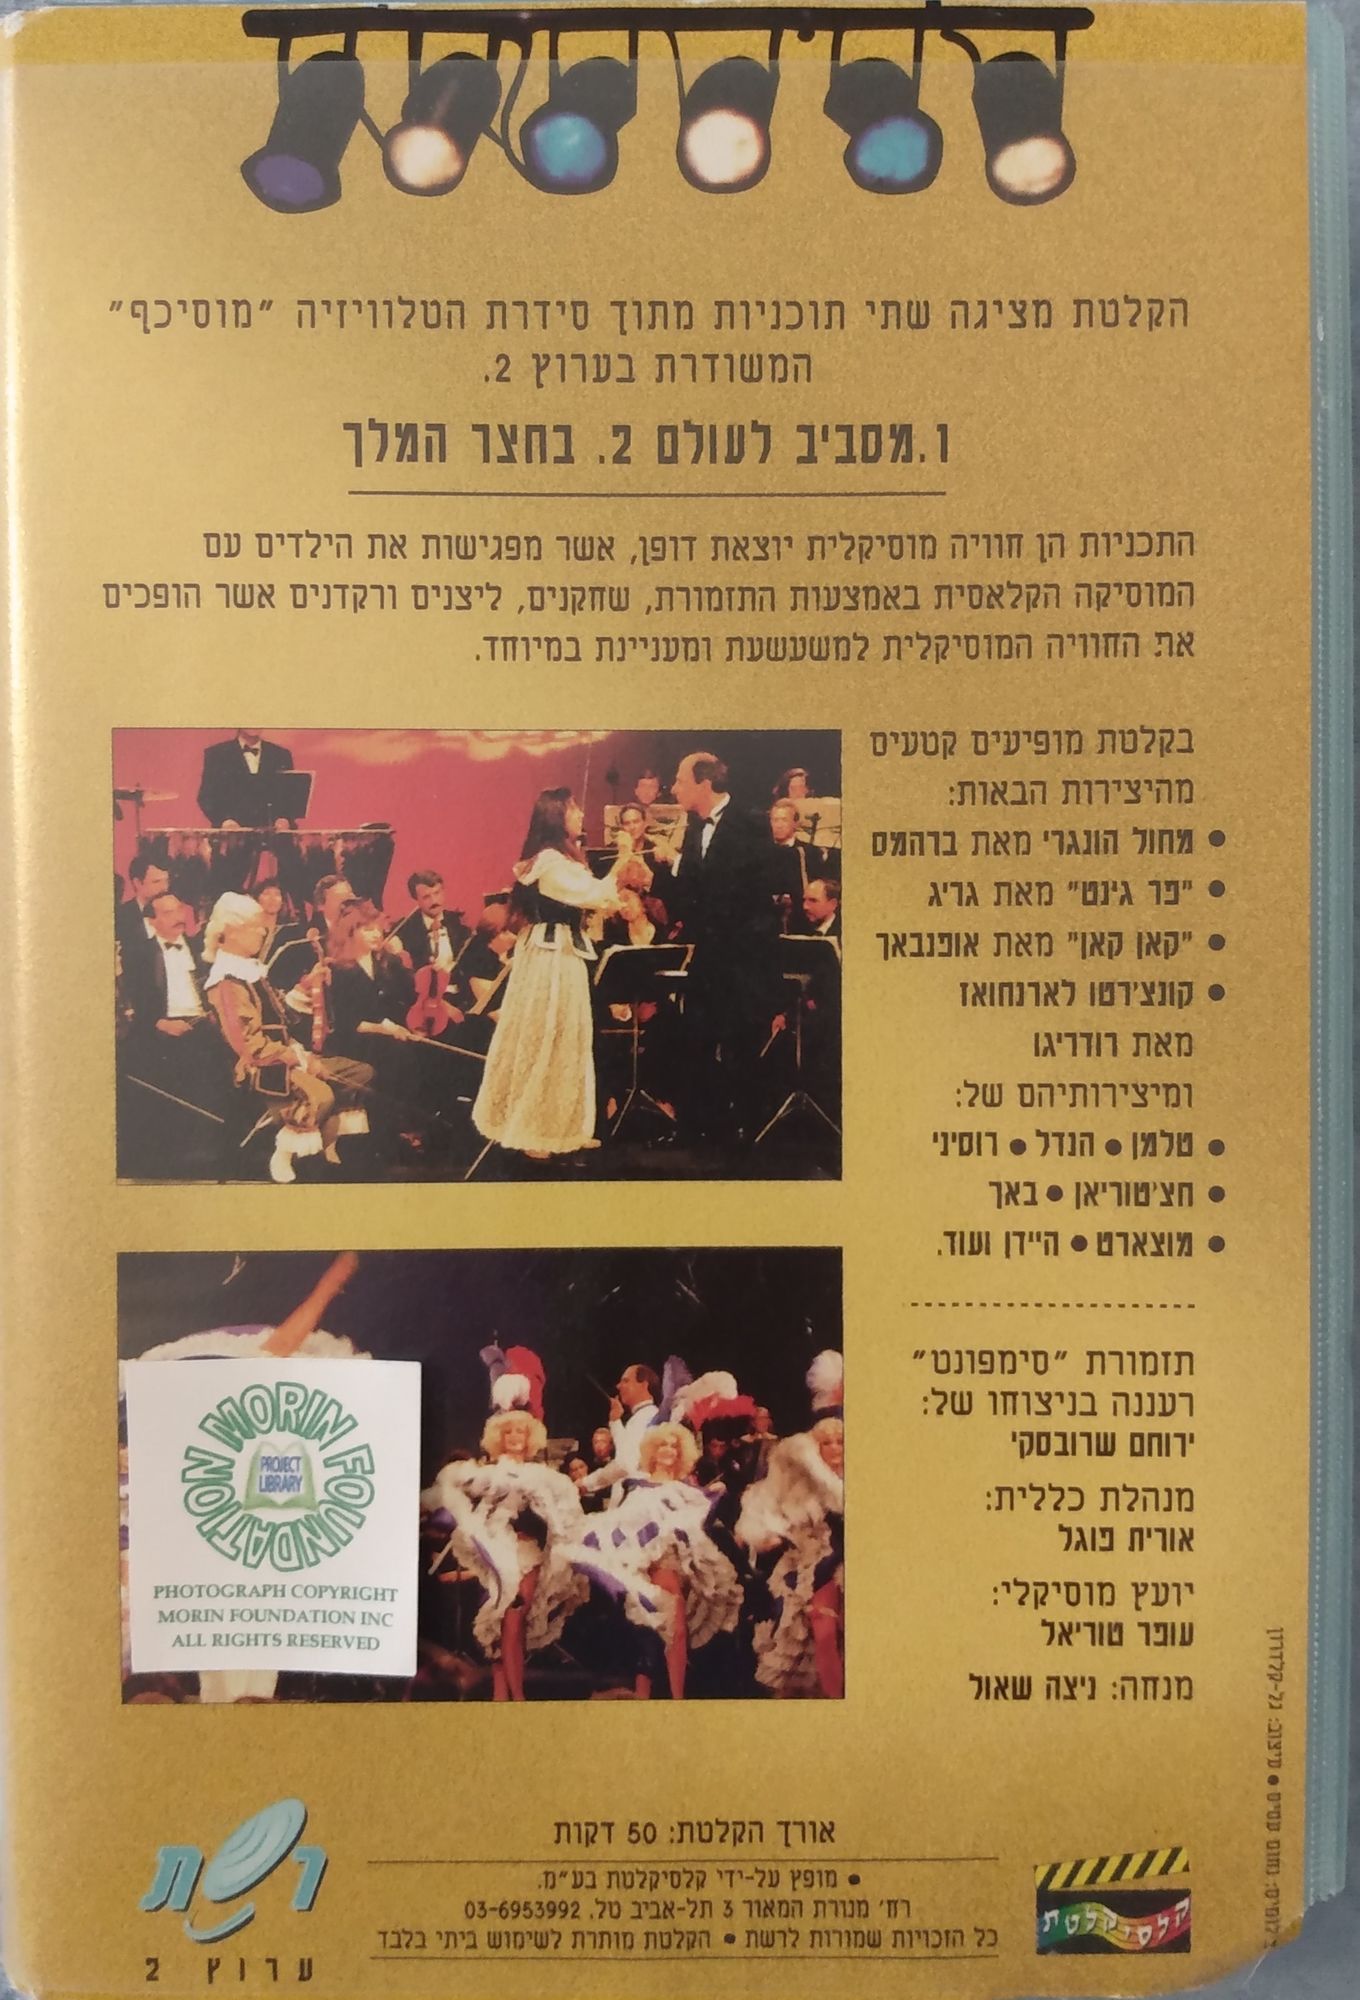 הקלטת מציגה שתי תוכניות מתוך סידרת הטלוויזיה "מוסיכף"
המשודרת בערוץ 2.
1. מסביב לעולם 2. בחצר המלך
התכניות הן חוויה מוסיקלית יוצאת דופן, אשר מפגישות את הילדים עם
המוסיקה הקלאסית באמצעות התזמורת, שחקנים, ליצנים ורקדנים אשר הופכים
את החוויה המוסיקלית למשעשעת ומעניינת במיוחד.
בקלטת מופיעים קטעים
מהיצירות הבאות:
• מחול הונגרי מאת ברהמס
• "פר גינט" מאת גריג
• "קאן קאן" מאת אופנבאך
• קונצ'רטו לארנחואז
מאת רודריגו
ומיצירותיהם של:
• טלמן • הנדל • רוסיני
• חצ'טוריאן • באך
• מוצארט • היידן ועוד.
תזמורת "סימפונט"
רעננה בניצוחו של:
ירוחם שרובסקי
מנהלת כללית:
אורית פוגל
יועץ מוסיקלי:
עופר טוריאל
מנחה: ניצה שאול
MORIN FOUNDATION
PROJECT
LIBRARY
PHOTOGRAPH COPYRIGHT
MORIN FOUNDATION INC
ALL RIGHTS RESERVED
אורך הקלטת: 50 דקות
• מופץ על-ידי קלסיקלטת בע"מ.
רח' מנורת המאור 3 תל-אביב טל. 03-6953992
כל הזכויות שמורות לרשת • הקלטת מותרת לשימוש ביתי בלבד
קלסיקלטת
רשת
ערוץ 2